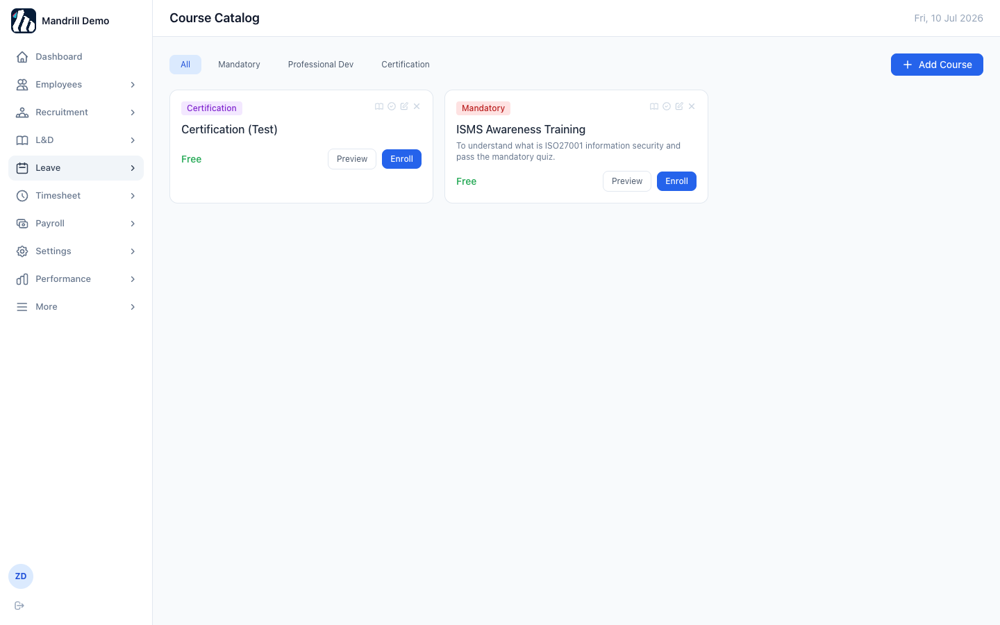 Mandrill Demo
Dashboard
Employees
Recruitment
L&D
Leave
Timesheet
Payroll
Settings
Performance
More
ZD
Course Catalog
Fri, 10 Jul 2026
All
Mandatory
Professional Dev
Certification
Add Course
Certification
Certification (Test)
Free
Preview
Enroll
Mandatory
ISMS Awareness Training
To understand what is ISO27001 information security and
pass the mandatory quiz.
Free
Preview
Enroll